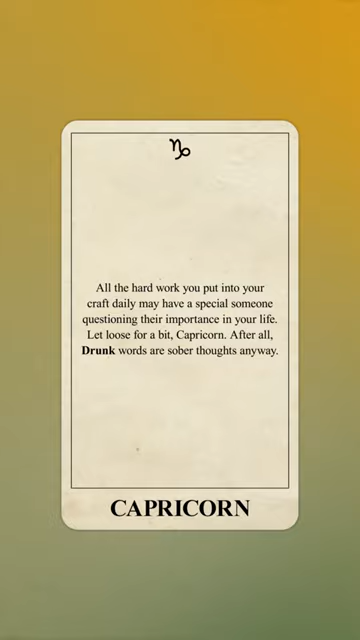 ♑
All the hard work you put into your
craft daily may have a special someone
questioning their importance in your life.
Let loose for a bit, Capricorn. After all,
Drunk words are sober thoughts anyway.
CAPRICORN